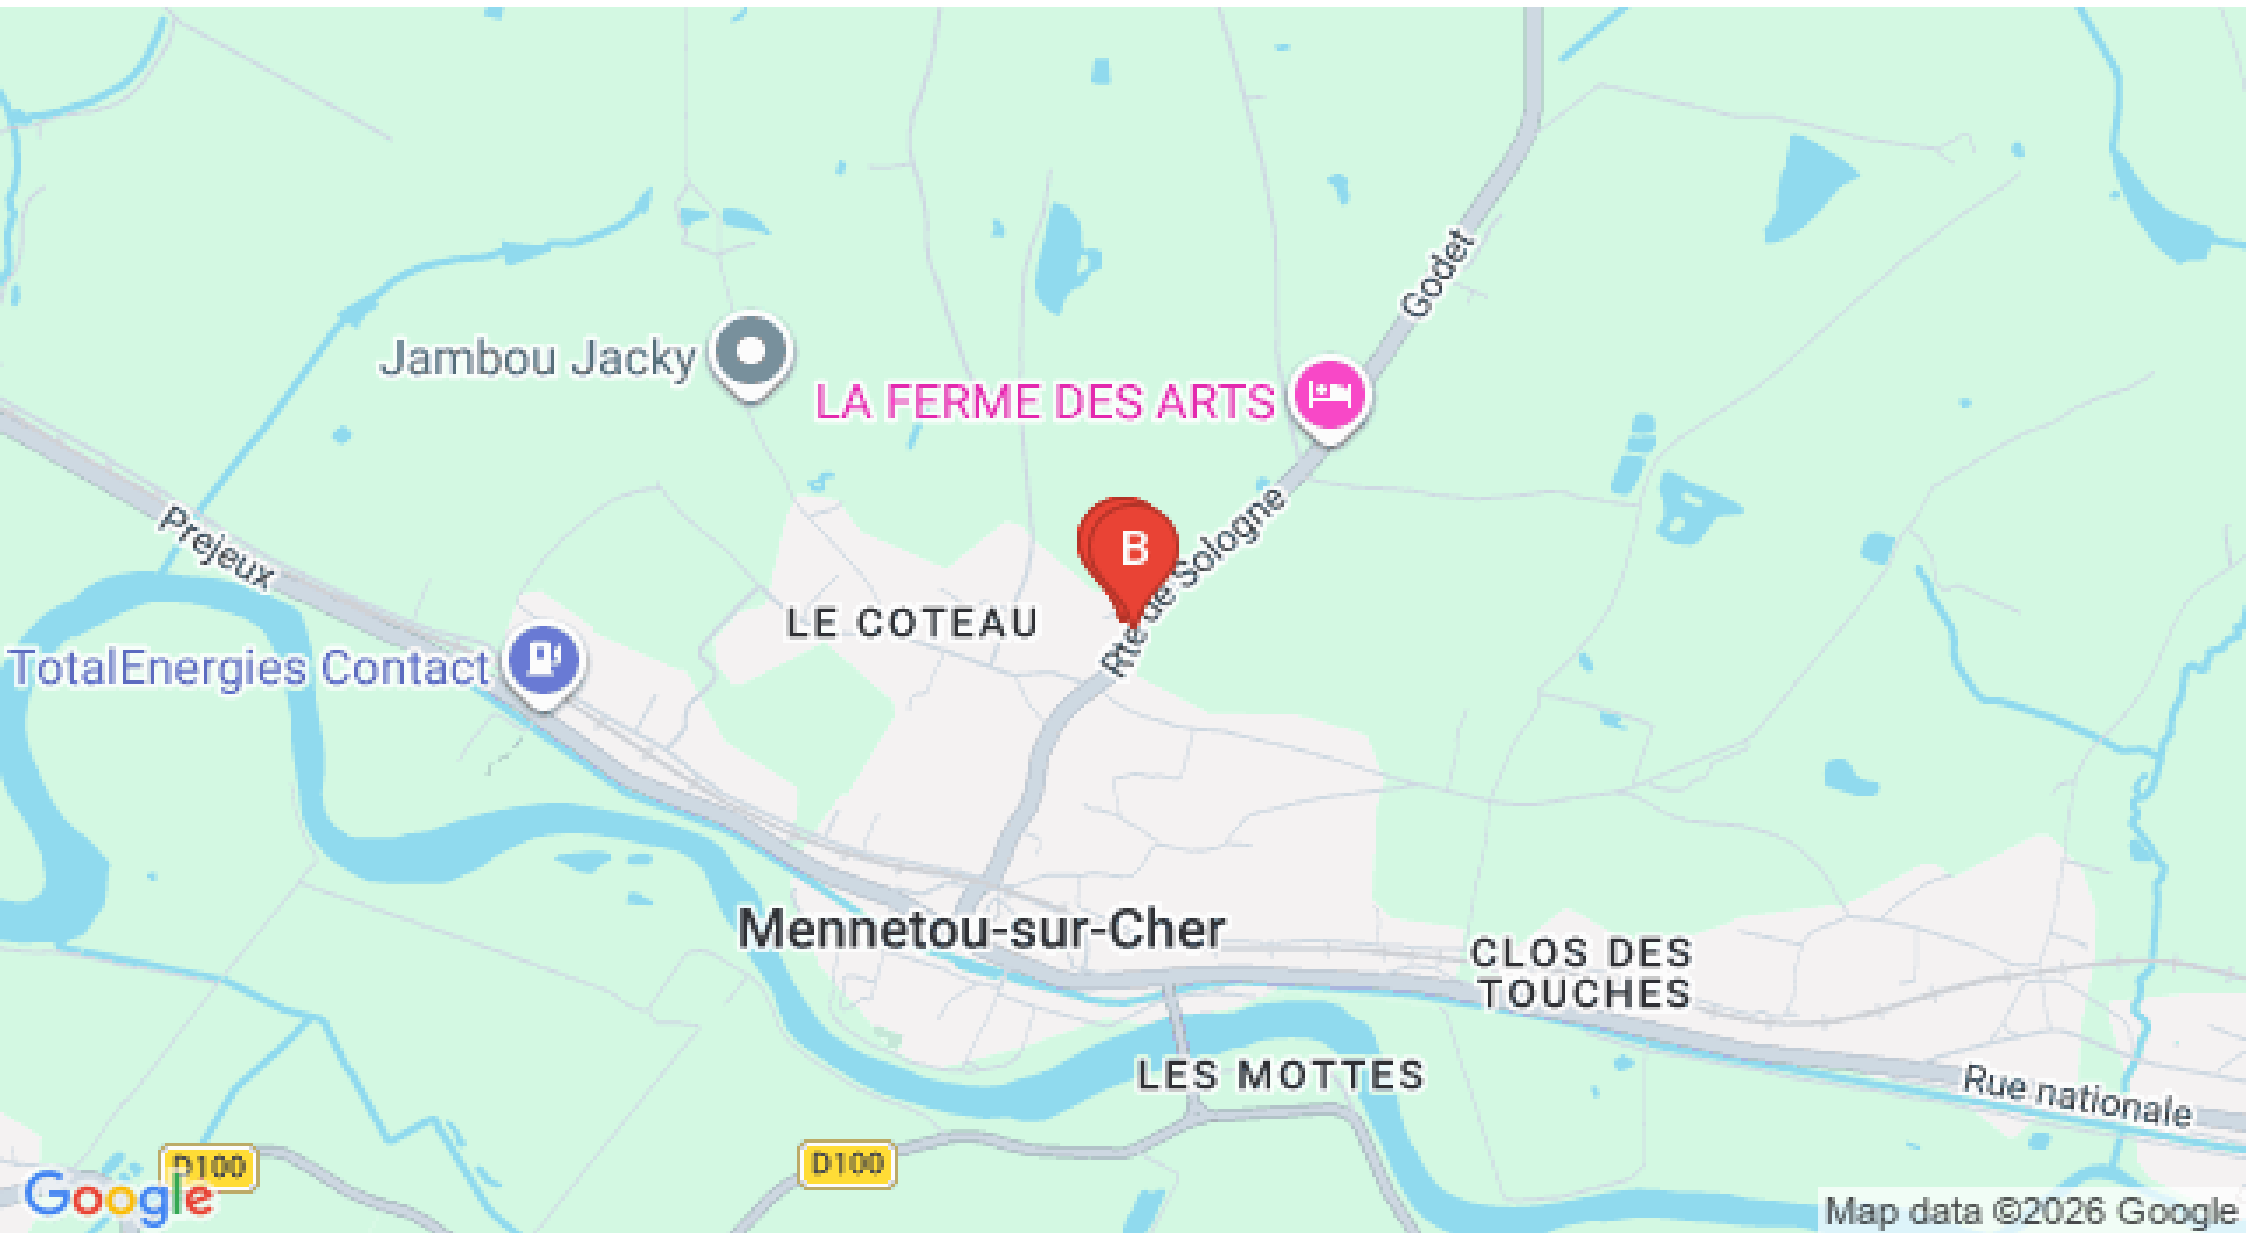 Godet
Jambou Jacky
LA FERME DES ARTS
Prejeux
B
Rte de Sologne
LE COTEAU
TotalEnergies Contact
Mennetou-sur-Cher
CLOS DES
TOUCHES
LES MOTTES
Rue nationale
D100
D100
Google
Map data ©2026 Google